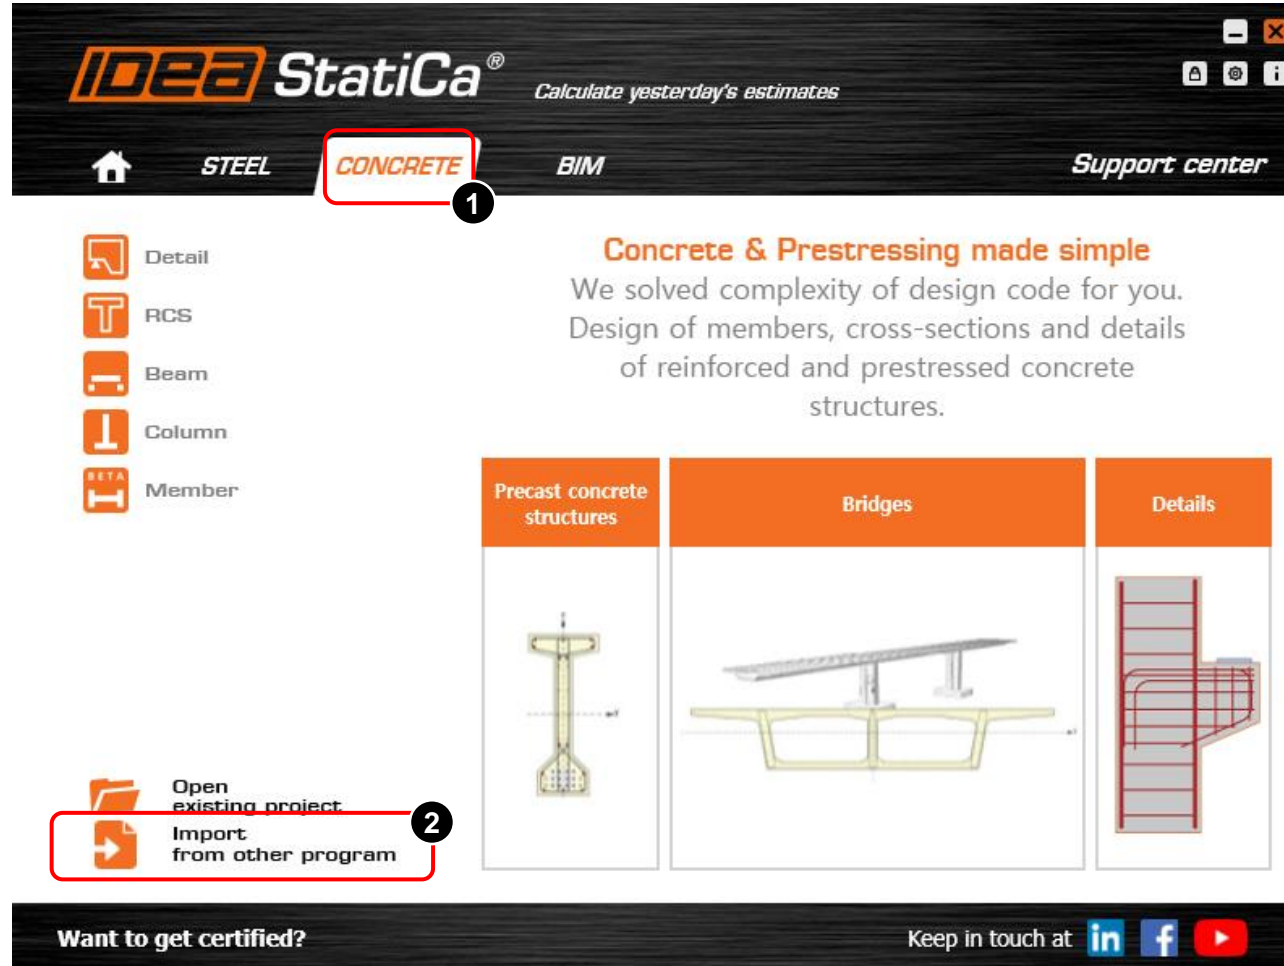 IDEA StatiCa®
Calculate yesterday's estimates
STEEL
CONCRETE
BIM
Support center
1
Detail
RCS
Beam
Column
BETA
Member
Concrete & Prestressing made simple
We solved complexity of design code for you.
Design of members, cross-sections and details
of reinforced and prestressed concrete
structures.
Precast concrete
structures
Bridges
Details
Open
existing project
2
Import
from other program
Want to get certified?
Keep in touch at